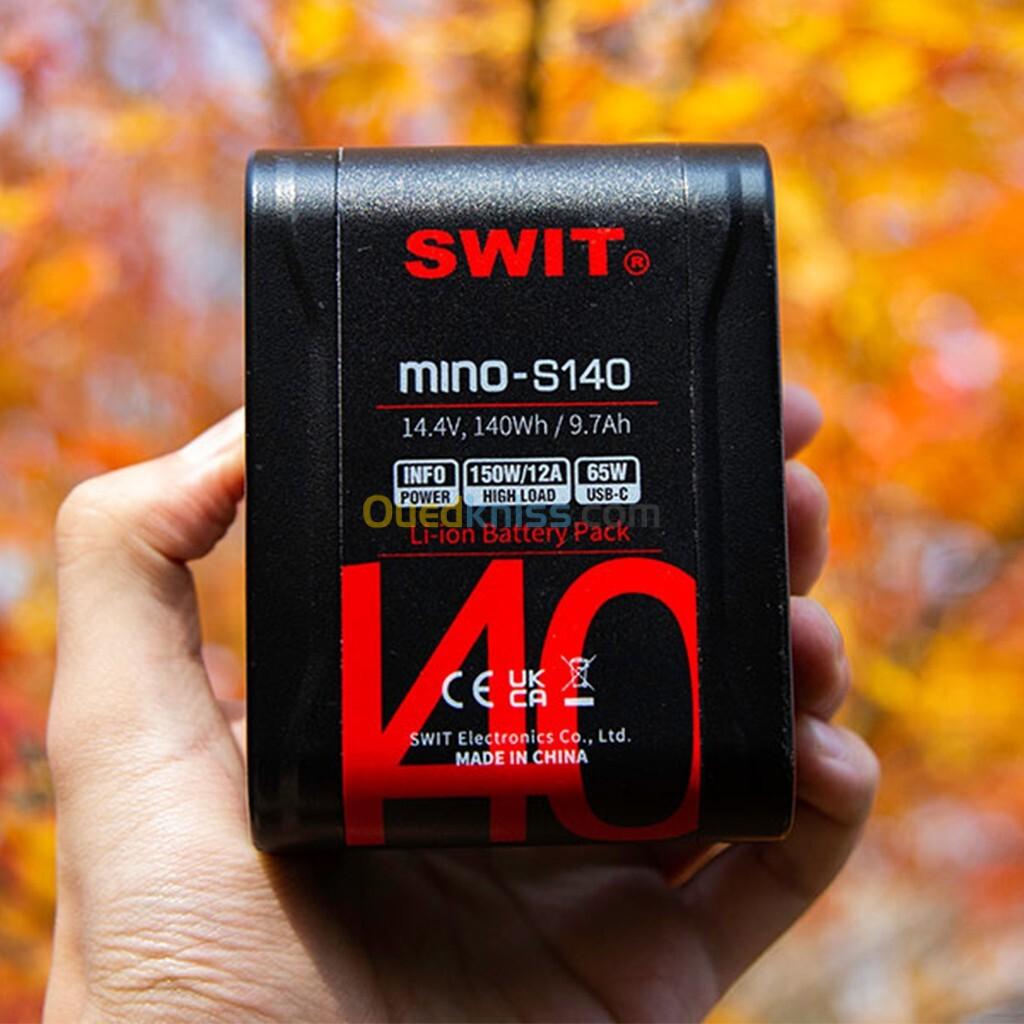 SWIT®
mino-S140
14.4V, 140Wh / 9.7Ah
INFO POWER 150W/12A HIGH LOAD 65W USB-C
Ouedkniss.com
Li-ion Battery Pack
140
CE UK CA
SWIT Electronics Co., Ltd.
MADE IN CHINA